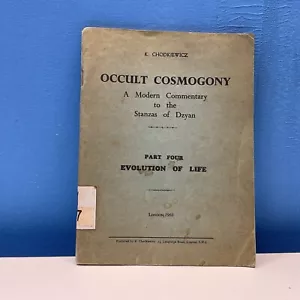 K. CHODKIEWICZ
OCCULT COSMOGONY
A Modern Commentary
to the
Stanzas of Dzyan
PART FOUR
EVOLUTION OF LIFE
London,
7